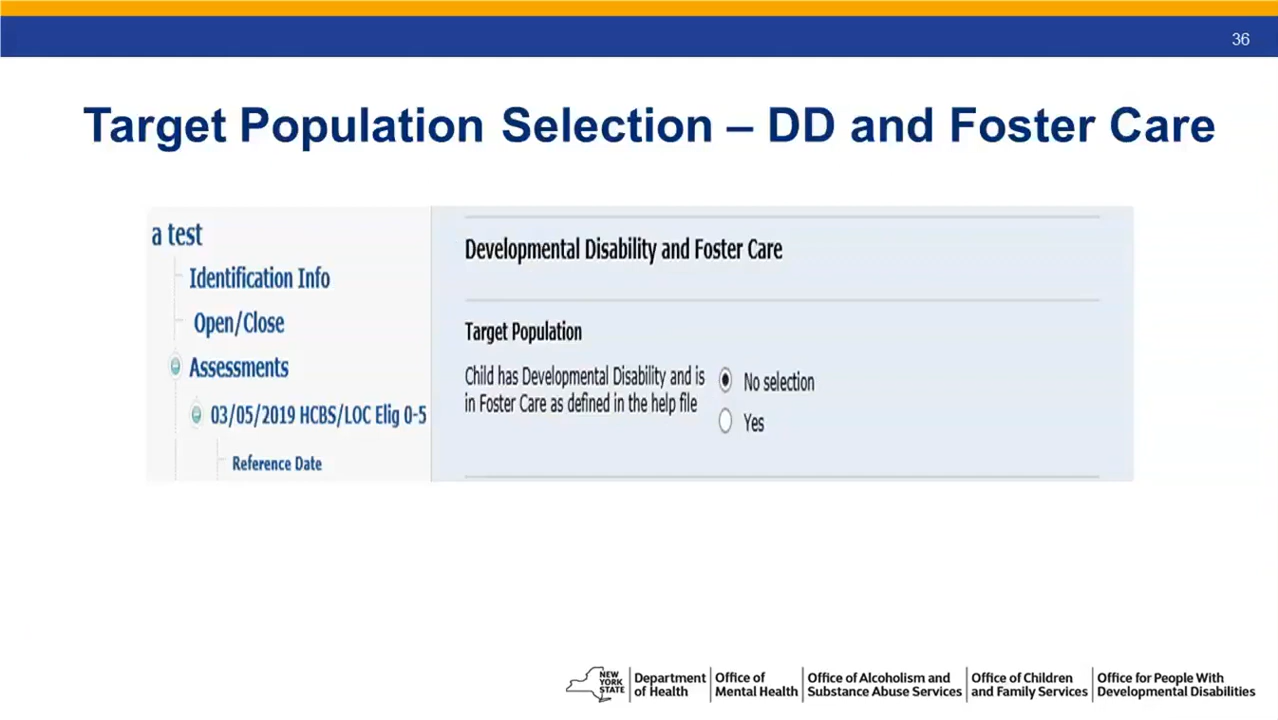 36
Target Population Selection – DD and Foster Care
a test
Identification Info
Open/Close
Assessments
03/05/2019 HCBS/LOC Elig 0-5
Reference Date
Developmental Disability and Foster Care
Target Population
Child has Developmental Disability and is
in Foster Care as defined in the help file
No selection
Yes
NEW
YORK
STATE
Department
of Health
Office of
Mental Health
Office of Alcoholism and
Substance Abuse Services
Office of Children
and Family Services
Office for People With
Developmental Disabilities